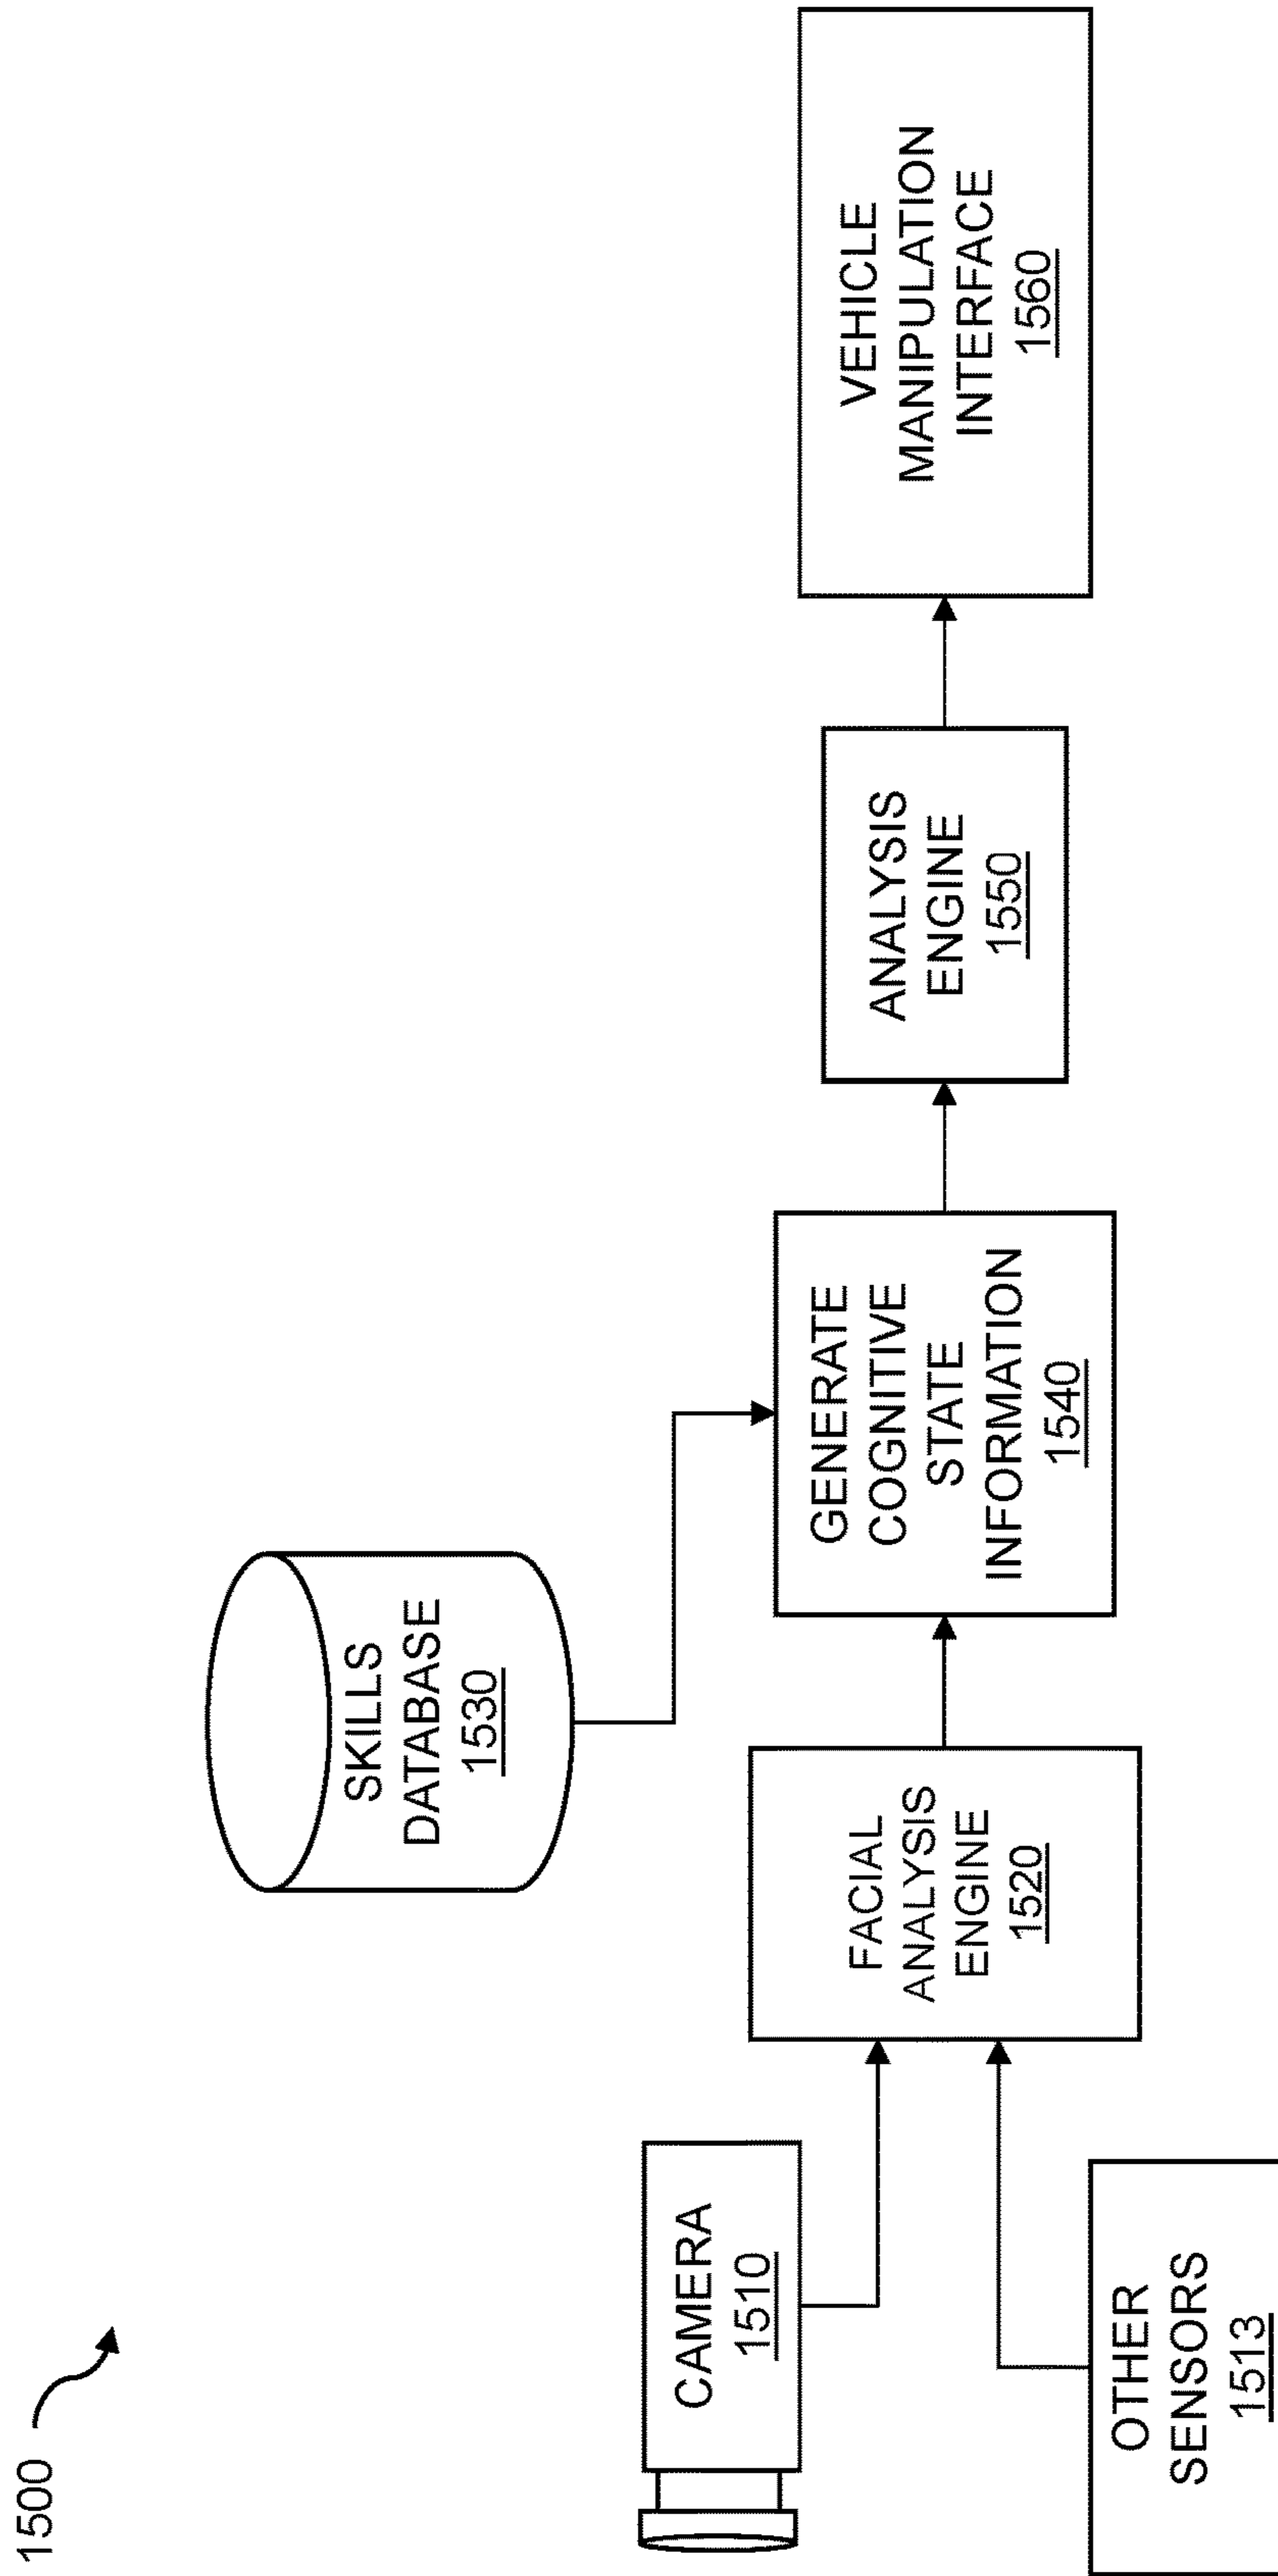 1500
SKILLS
DATABASE
1530
CAMERA
1510
OTHER
SENSORS
1513
FACIAL
ANALYSIS
ENGINE
1520
GENERATE
COGNITIVE
STATE
INFORMATION
1540
ANALYSIS
ENGINE
1550
VEHICLE
MANIPULATION
INTERFACE
1560